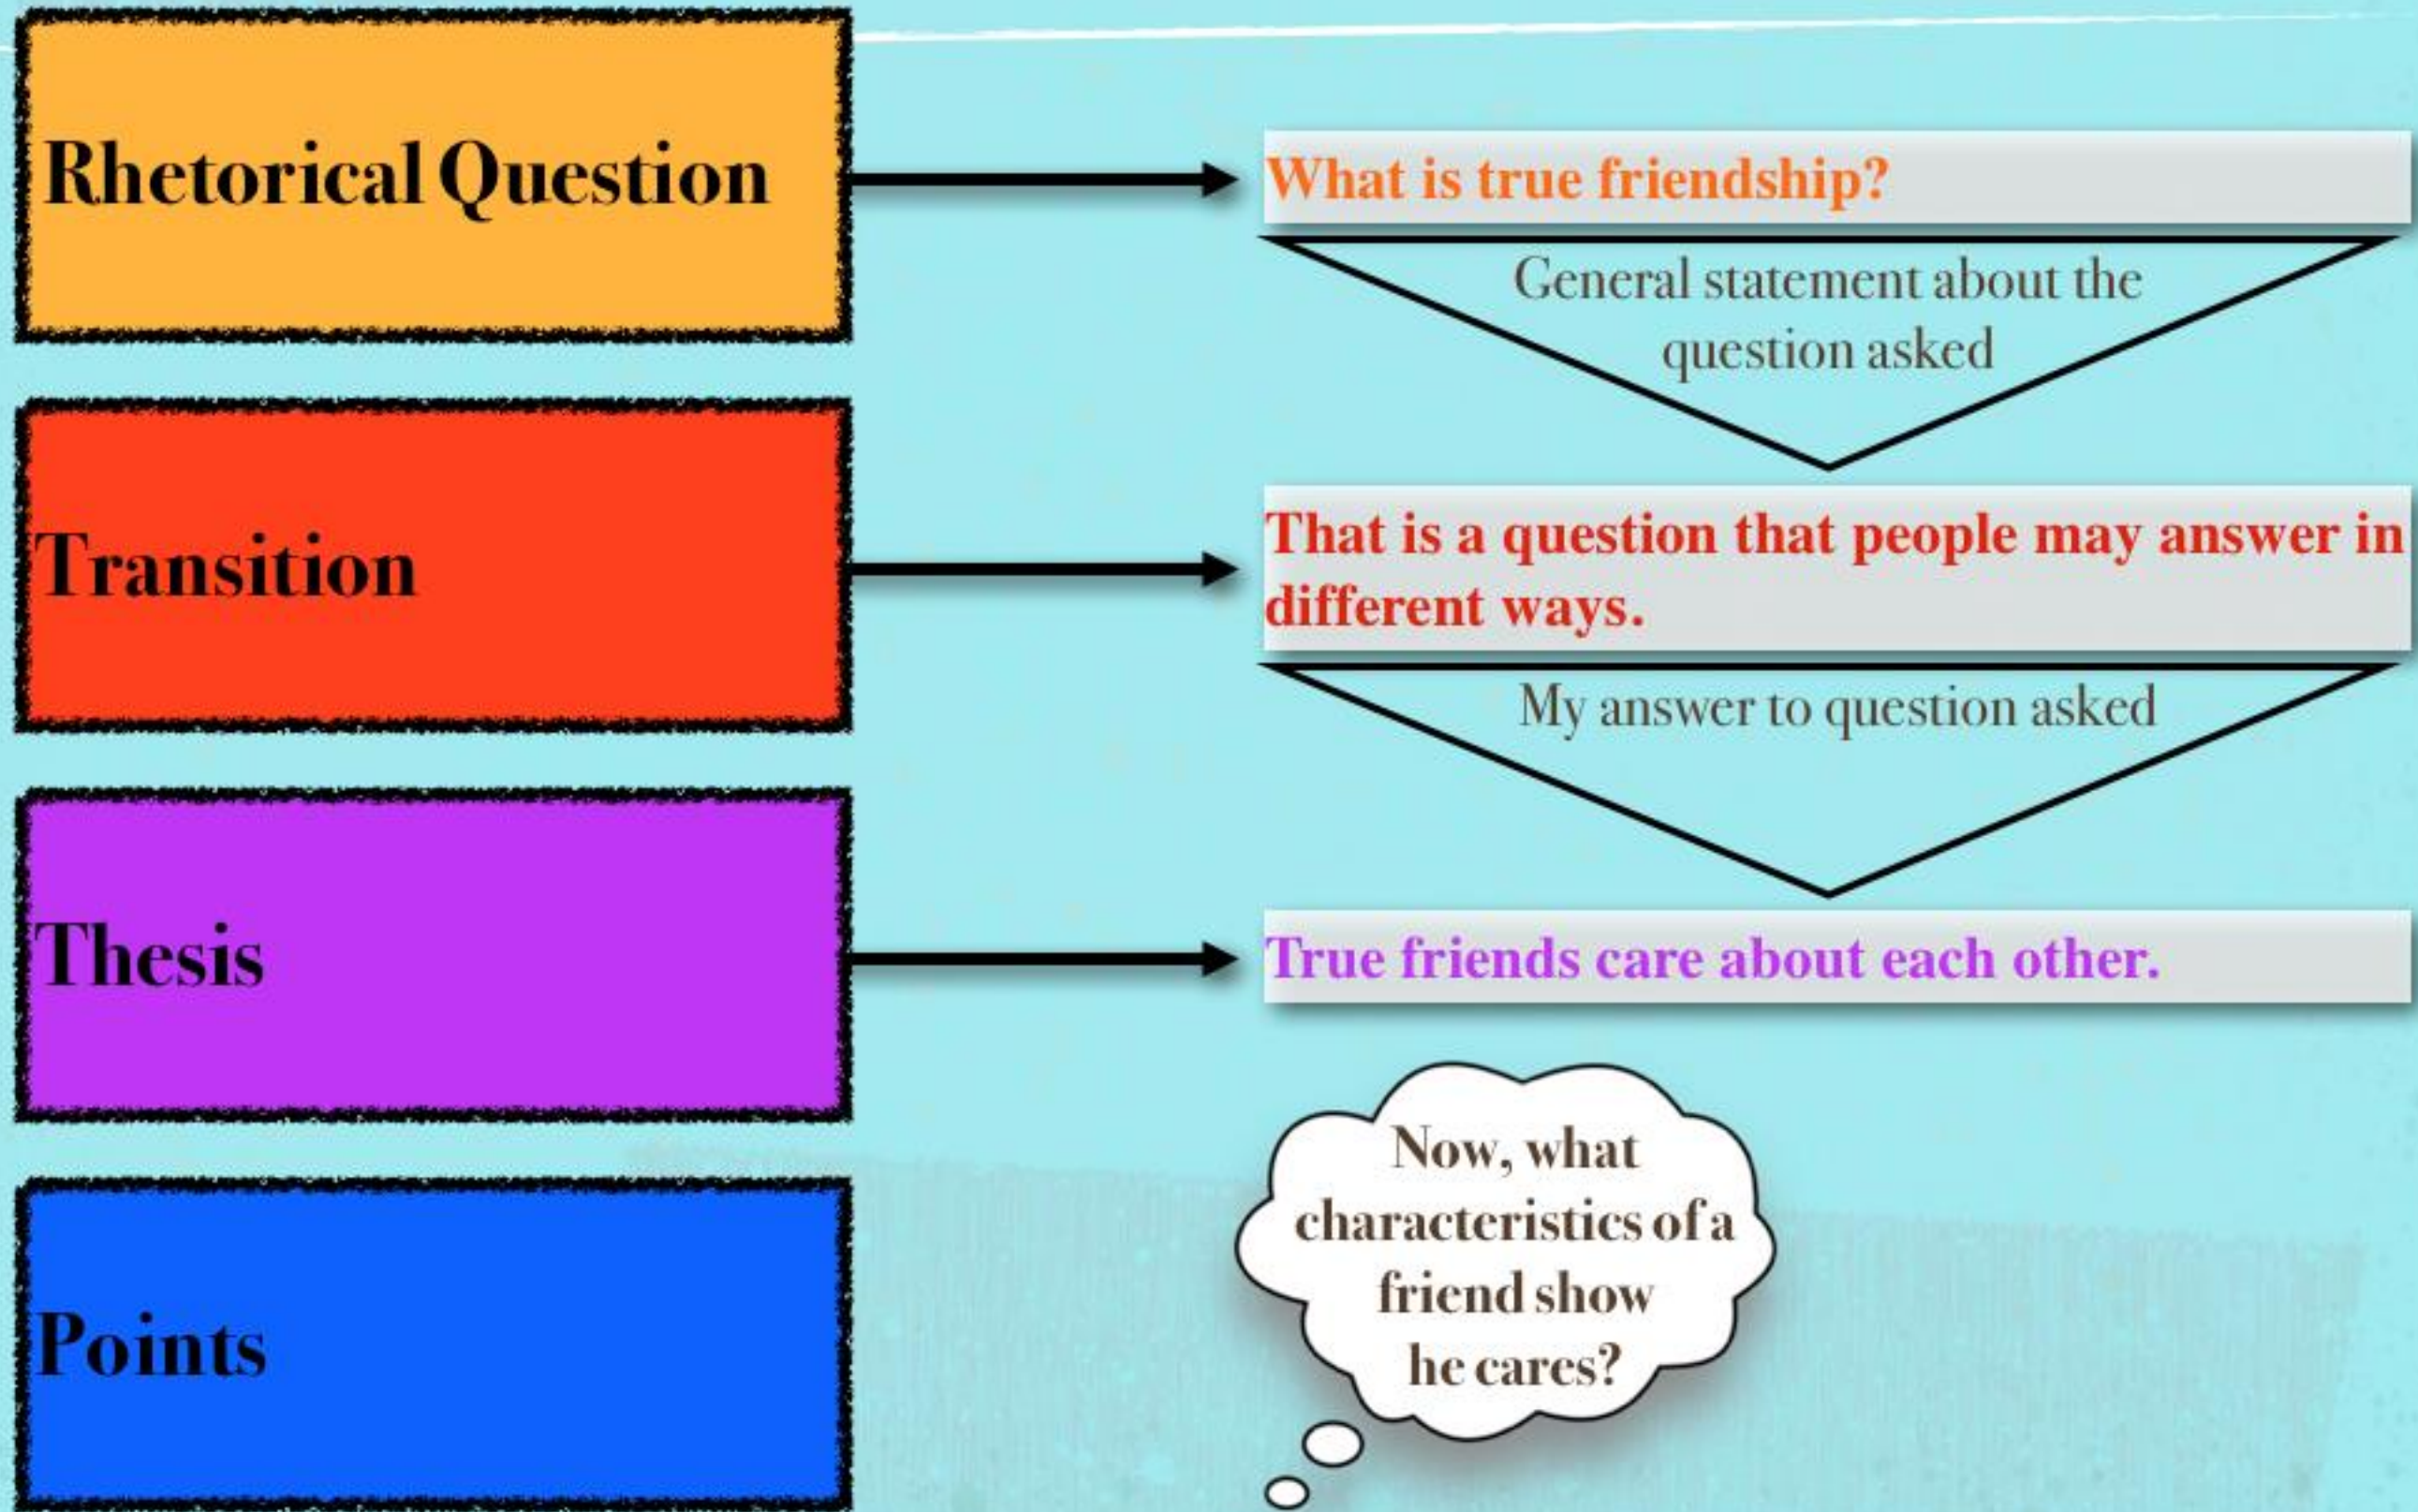 Rhetorical Question
What is true friendship?
General statement about the
question asked
Transition
That is a question that people may answer in
different ways.
My answer to question asked
Thesis
True friends care about each other.
Points
Now, what
characteristics of a
friend show
he cares?